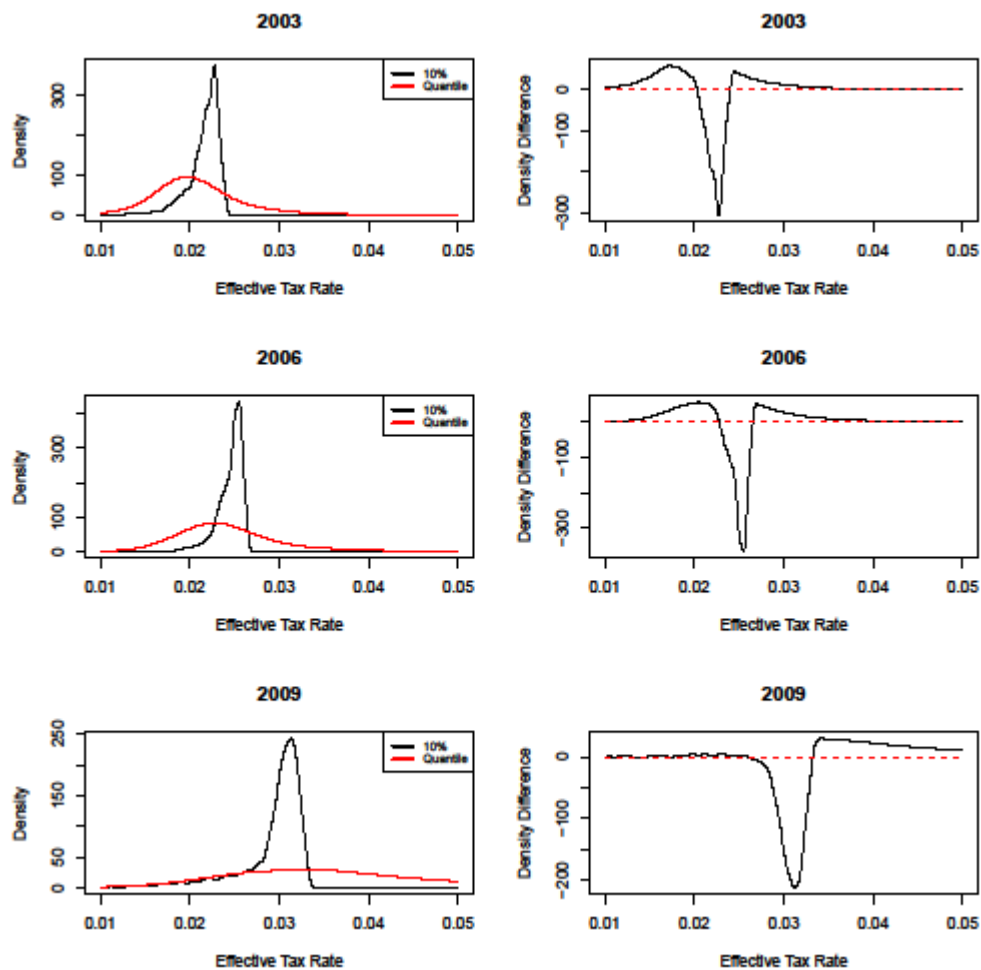 2003
Density
300
100
0
10%
Quantile
0.01 0.02 0.03 0.04 0.05
Effective Tax Rate
2003
Density Difference
0
-100
-300
0.01 0.02 0.03 0.04 0.05
Effective Tax Rate
2006
Density
300
100
0
10%
Quantile
0.01 0.02 0.03 0.04 0.05
Effective Tax Rate
2006
Density Difference
-100
-300
0.01 0.02 0.03 0.04 0.05
Effective Tax Rate
2009
Density
250
150
50
0
10%
Quantile
0.01 0.02 0.03 0.04 0.05
Effective Tax Rate
2009
Density Difference
0
-100
-200
0.01 0.02 0.03 0.04 0.05
Effective Tax Rate